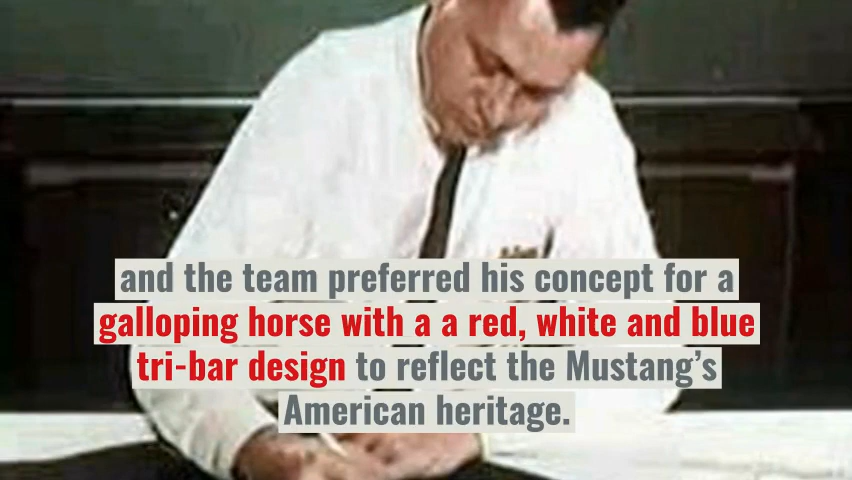 and the team preferred his concept for a
galloping horse with a a red, white and blue
tri-bar design to reflect the Mustang’s
American heritage.